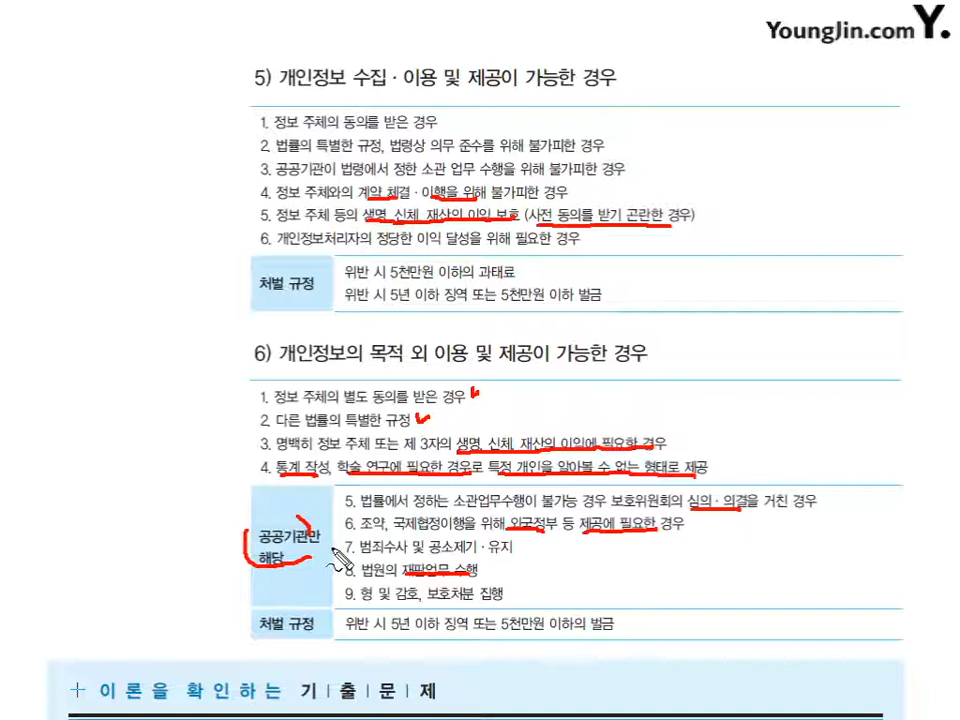 YoungJin.com Y.
5) 개인정보 수집·이용 및 제공이 가능한 경우
1. 정보 주체의 동의를 받은 경우
2. 법률의 특별한 규정, 법령상 의무 준수를 위해 불가피한 경우
3. 공공기관이 법령에서 정한 소관 업무 수행을 위해 불가피한 경우
4. 정보 주체와의 계약 체결·이행을 위해 불가피한 경우
5. 정보 주체 등의 생명, 신체, 재산의 이익 보호 (사전 동의를 받기 곤란한 경우)
6. 개인정보처리자의 정당한 이익 달성을 위해 필요한 경우
처벌 규정
위반 시 5천만원 이하의 과태료
위반 시 5년 이하 징역 또는 5천만원 이하 벌금
6) 개인정보의 목적 외 이용 및 제공이 가능한 경우
1. 정보 주체의 별도 동의를 받은 경우
2. 다른 법률의 특별한 규정
3. 명백히 정보 주체 또는 제 3자의 생명, 신체, 재산의 이익에 필요한 경우
4. 통계 작성, 학술 연구에 필요한 경우로 특정 개인을 알아볼 수 없는 형태로 제공
공공기관만
해당
5. 법률에서 정하는 소관업무수행이 불가능 경우 보호위원회의 심의·의결을 거친 경우
6. 조약, 국제협정이행을 위해 외국정부 등 제공에 필요한 경우
7. 범죄수사 및 공소제기·유지
8. 법원의 재판업무 수행
9. 형 및 감호, 보호처분 집행
처벌 규정
위반 시 5년 이하 징역 또는 5천만원 이하의 벌금
+ 이론을 확인하는 기|출|문|제